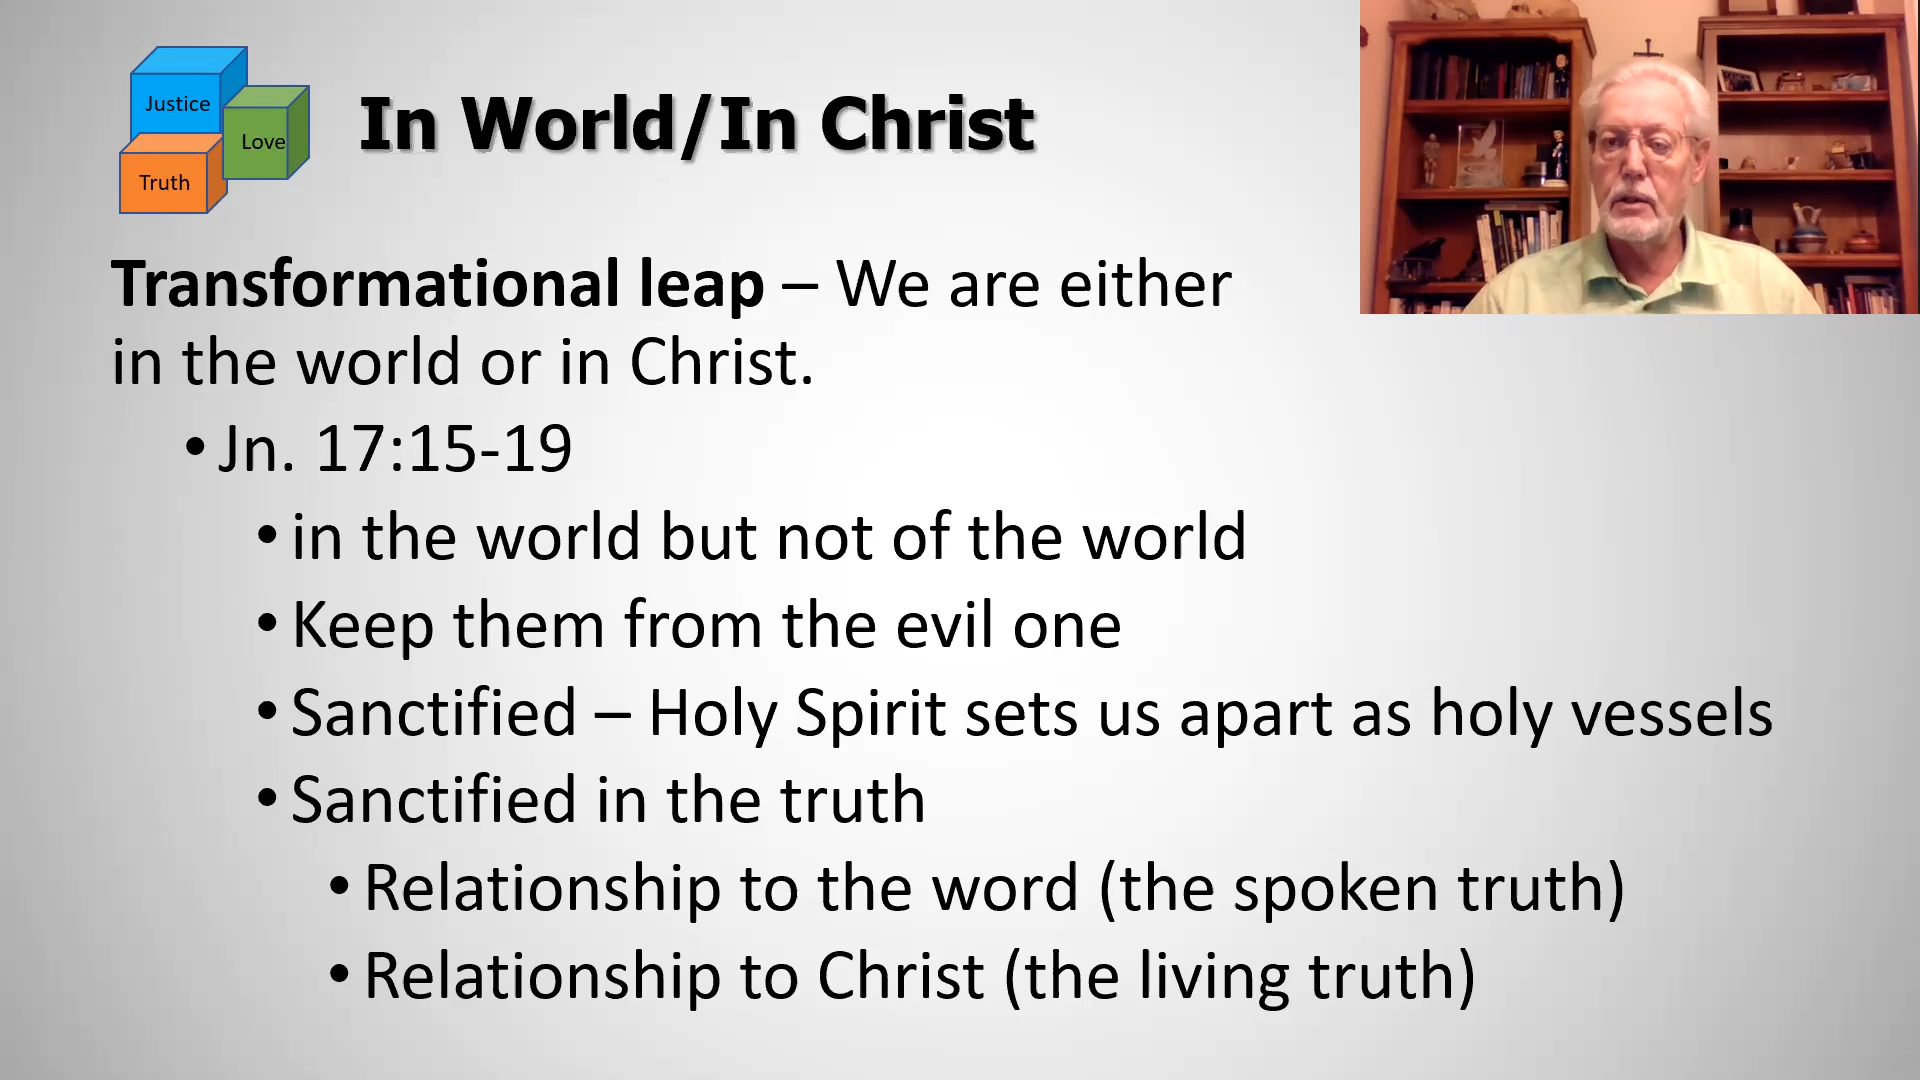 Justice
Love
Truth
In World/In Christ
Transformational leap – We are either
in the world or in Christ.
• Jn. 17:15-19
• in the world but not of the world
• Keep them from the evil one
• Sanctified – Holy Spirit sets us apart as holy vessels
• Sanctified in the truth
• Relationship to the word (the spoken truth)
• Relationship to Christ (the living truth)